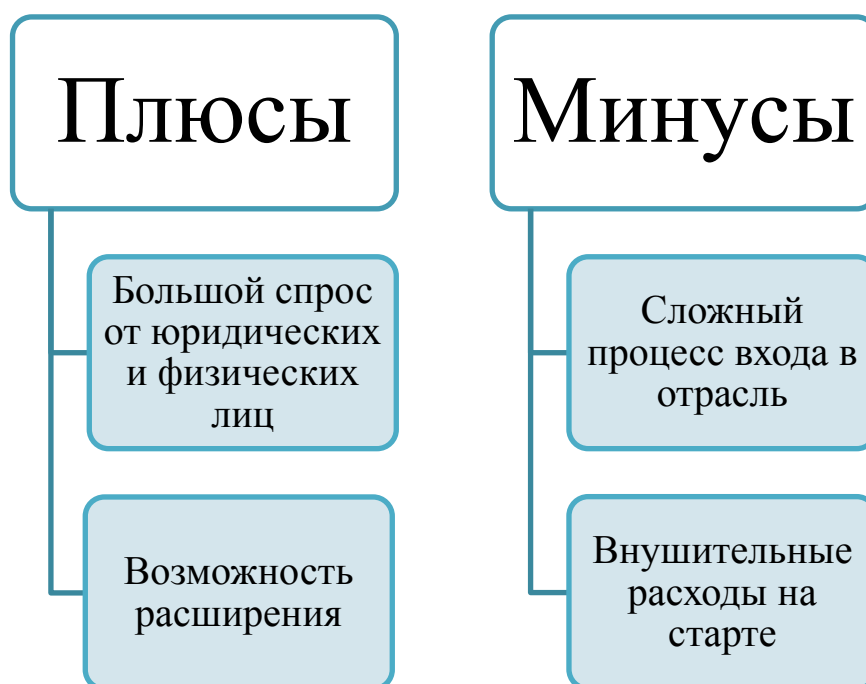 Плюсы
Большой спрос
от юридических
и физических
лиц
Возможность
расширения
Минусы
Сложный
процесс входа в
отрасль
Внушительные
расходы на
старте